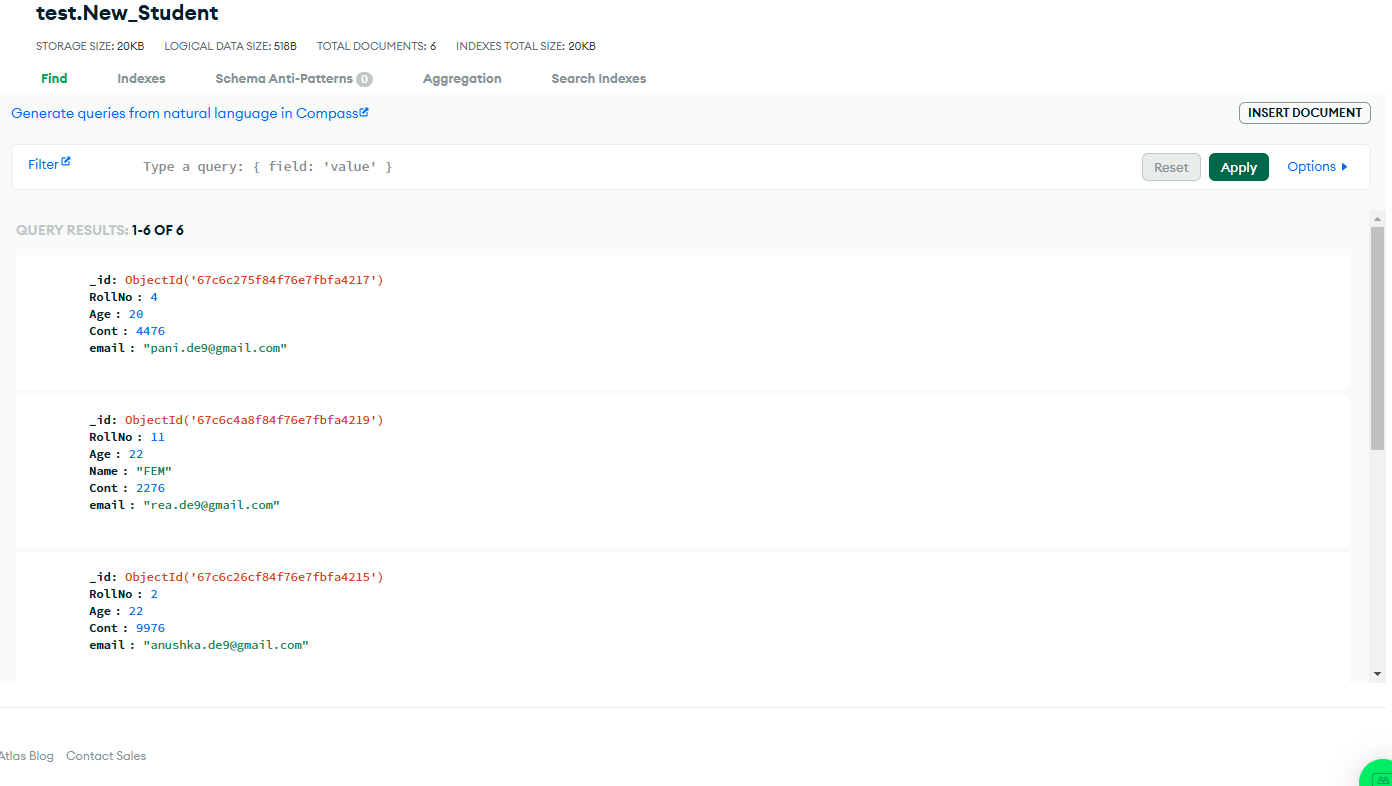 test.New_Student
STORAGE SIZE: 20KB LOGICAL DATA SIZE: 518B TOTAL DOCUMENTS: 6 INDEXES TOTAL SIZE: 20KB
Find Indexes Schema Anti-Patterns 0 Aggregation Search Indexes
Generate queries from natural language in Compass INSERT DOCUMENT
Filter Type a query: { field: 'value' } Reset Apply Options
QUERY RESULTS: 1-6 OF 6
_id: ObjectId('67c6c275f84f76e7fbfa4217')
RollNo : 4
Age : 20
Cont : 4476
email : "pani.de9@gmail.com"
_id: ObjectId('67c6c4a8f84f76e7fbfa4219')
RollNo : 11
Age : 22
Name : "FEM"
Cont : 2276
email : "rea.de9@gmail.com"
_id: ObjectId('67c6c26cf84f76e7fbfa4215')
RollNo : 2
Age : 22
Cont : 9976
email : "anushka.de9@gmail.com"
Atlas Blog Contact Sales